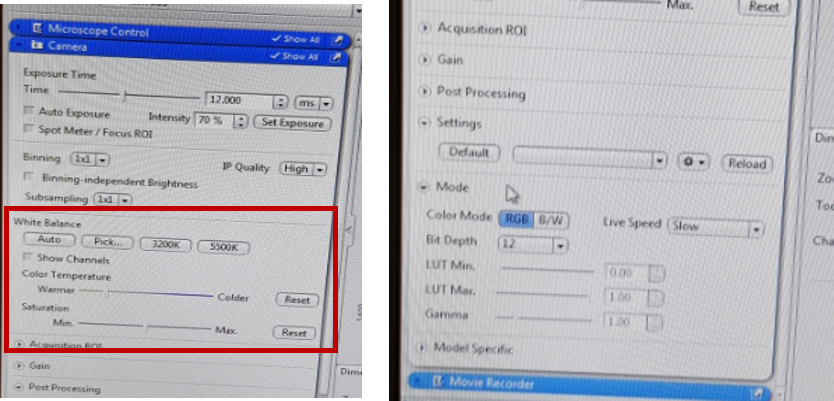 Microscope Control
Show All
Camera
Show All
Exposure Time
Time
12.000
ms
Auto Exposure
Intensity
70 %
Set Exposure
Spot Meter / Focus ROI
Binning
1x1
IP Quality
High
Binning-independent Brightness
Subsampling
1x1
White Balance
Auto
Pick...
3200K
5500K
Show Channels
Color Temperature
Warmer
Colder
Reset
Saturation
Min.
Max.
Reset
Acquisition ROI
Gain
Post Processing
Max.
Reset
Acquisition ROI
Gain
Post Processing
Settings
Default
Reload
Mode
Color Mode
RGB
B/W
Live Speed
Slow
Bit Depth
12
LUT Min.
0.00
LUT Max.
1.00
Gamma
1.00
Model Specific
Movie Recorder